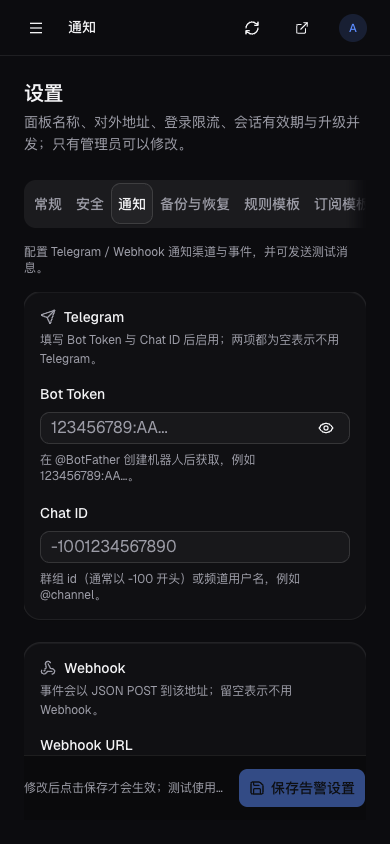 通知
A
设置
面板名称、对外地址、登录限流、会话有效期与升级并
发；只有管理员可以修改。
常规 安全 通知 备份与恢复 规则模板 订阅模
配置 Telegram / Webhook 通知渠道与事件，并可发送测试消
息。
Telegram
填写 Bot Token 与 Chat ID 后启用；两项都为空表示不用
Telegram。
Bot Token
123456789:AA...
在 @BotFather 创建机器人后获取，例如
123456789:AA...。
Chat ID
-1001234567890
群组 id（通常以 -100 开头）或频道用户名，例如
@channel。
Webhook
事件会以 JSON POST 到该地址；留空表示不用
Webhook。
Webhook URL
修改后点击保存才会生效；测试使用... 保存告警设置